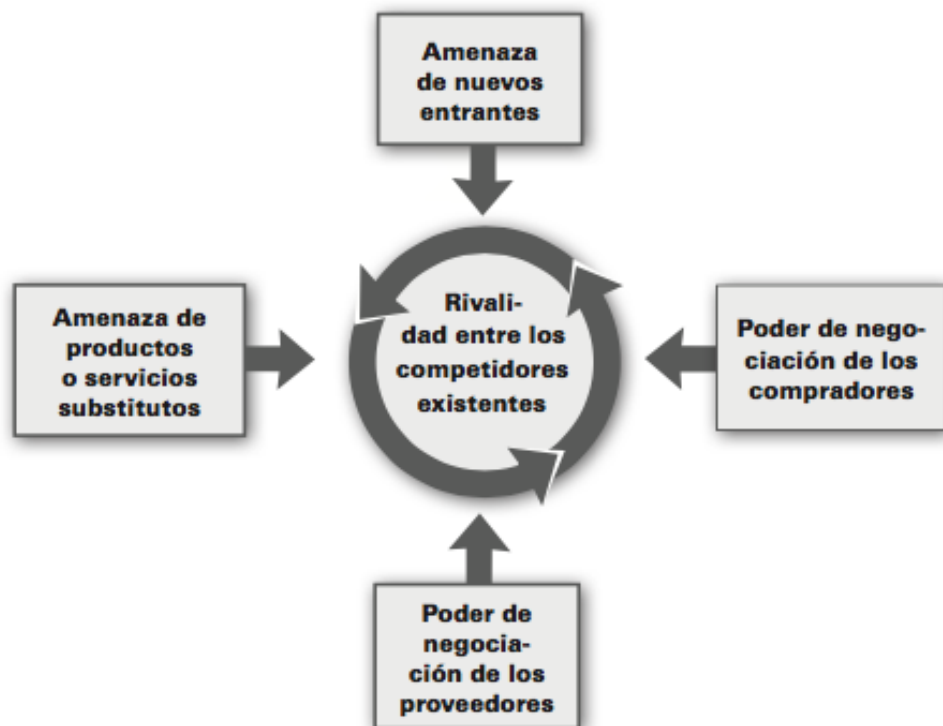 Amenaza
de nuevos
entrantes
Amenaza de
productos
o servicios
substitutos
Rivali-
dad entre los
competidores
existentes
Poder de nego-
ciación de los
compradores
Poder de
negocia-
ción de los
proveedores